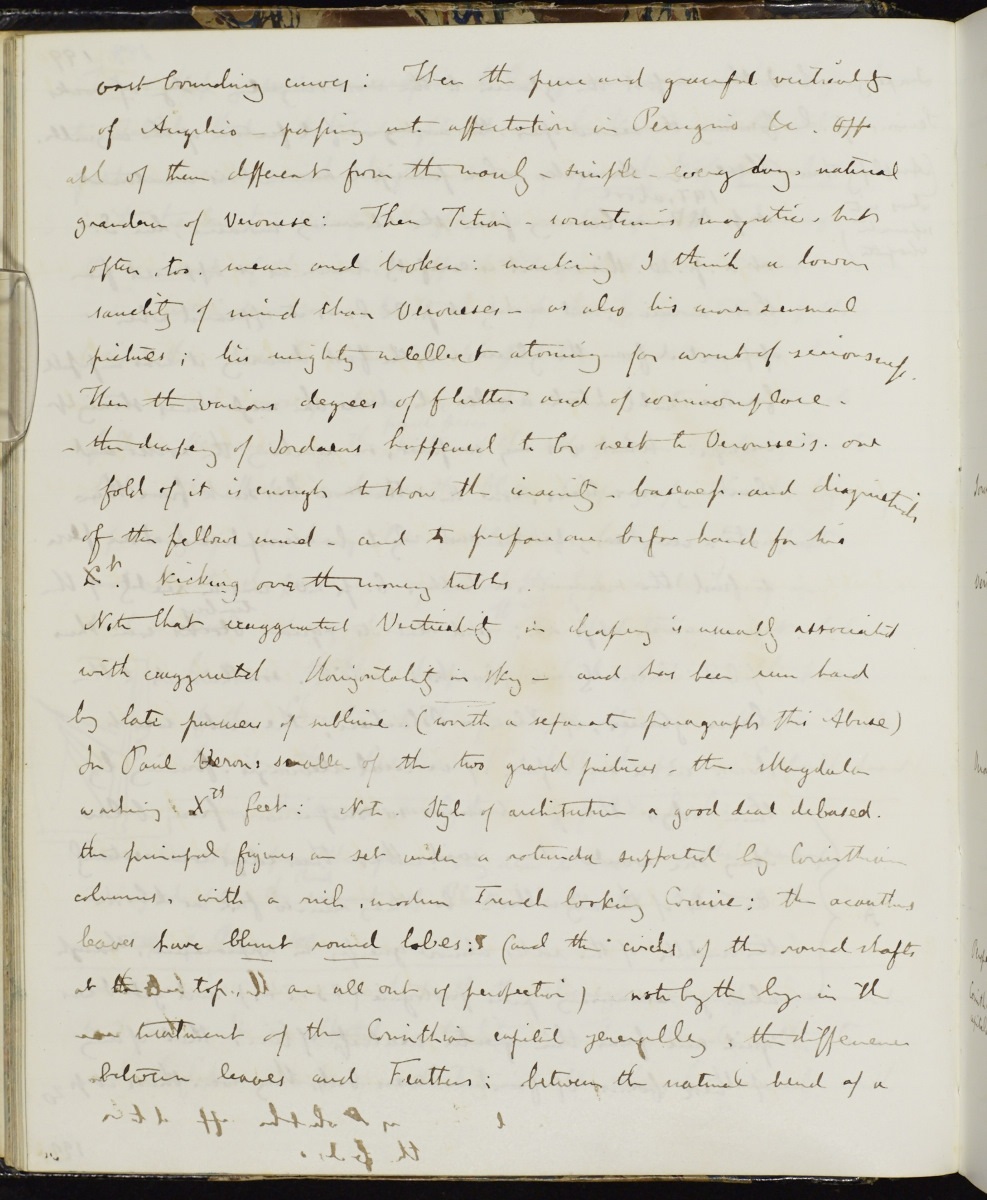 vast bounding curves: Then the pure and graceful verticality
of Angelico - passing into affectation in Perugino &c. opp
all of them different from the manly - simple - every day, natural
grandeur of Veronese: Then Titian - sometimes majestic, but
often, too, mean and broken: marking I think a lower
sanctity of mind than Veroneses - as also his more sensual
pictures; his mighty intellect atoning for want of seriousness.
Then the various degrees of flutter and of commonplace -
- the drapery of Jordaens happened to be next to Veronese's. one
fold of it is enough to show the insanity - baseness - and
of the fellows mind - and to prepare one before hand for his
Xt. kicking over the money tables.
Note that exaggerated Verticality in drapery is usually associated
with exaggerated Horizontality in sky - and has been run hard
by late pursuers of sublime. (worth a separate paragraph this Abuse)
In Paul Verons smaller of the two grand pictures - the Magdalen
washing Xts feet: Note. Style of architecture a good deal debased.
the principal figures are set under a rotunda supported by Corinthian
columns, with a rich, modern French looking Cornice: the acanthus
leaves have blunt round lobes: (and the circles of the round shafts
at the top, are all out of perspective) note by the bye in the
treatment of the Corinthian capital generally, the difference
between leaves and Feathers; between the natural bend of a